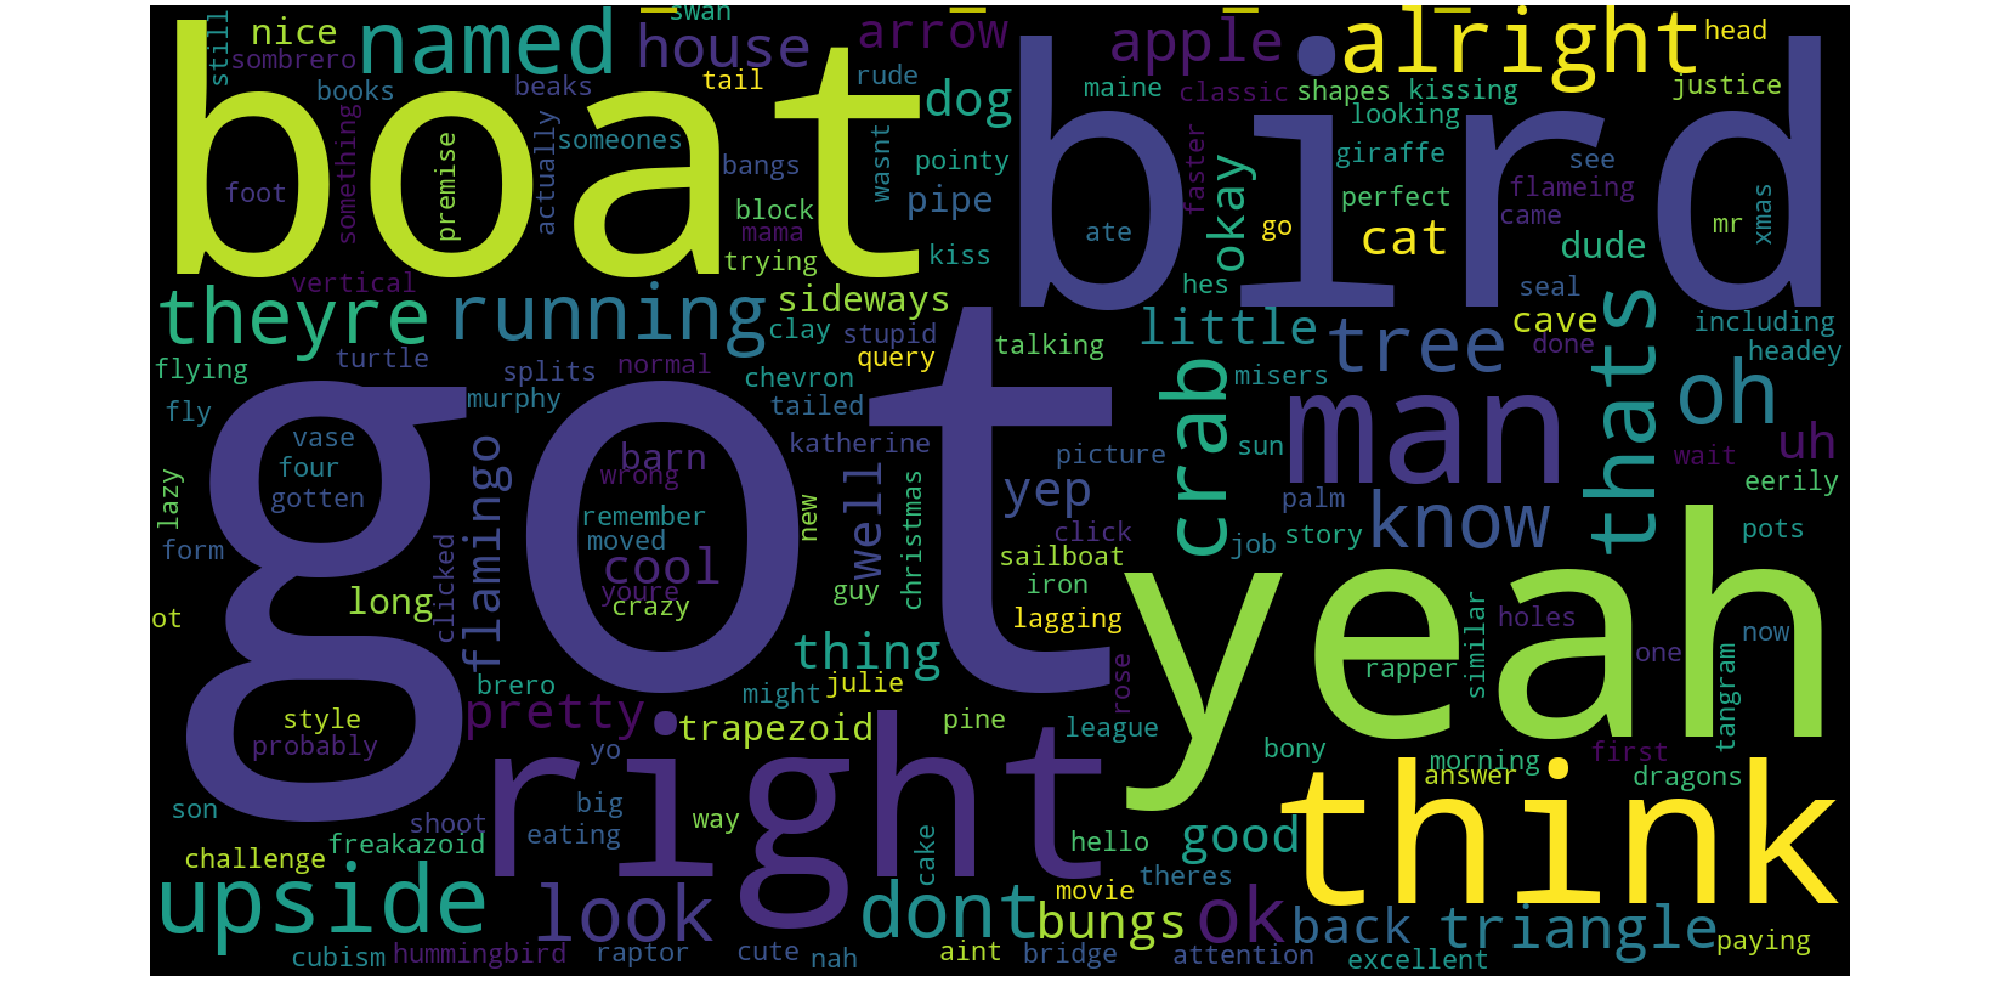 swan
still
nice
named
house
arrow
apple
alright
head
sombrero
books
beaks
tail
rude
dog
maine
classic
shapes
kissing
justice
boat
bird
looking
something
premise
actually
someones
bangs
wasnt
pointy
faster
okay
giraffe
see
foot
block
pipe
perfect
flameing
came
xmas
mama
ate
go
cat
mr
trying
kiss
dude
vertical
hes
seal
theyre
running
sideways
clay
stupid
little
tree
cave
thats
including
flying
turtle
splits
normal
query
talking
crab
done
headey
chevron
misers
oh
fly
murphy
tailed
man
vase
four
gotten
flamingo
barn
wrong
katherine
picture
sun
wait
uh
got
lazy
well
yep
palm
know
eerily
remember
new
christmas
click
form
clicked
moved
cool
sailboat
job
story
pots
youre
crazy
guy
iron
yeah
ot
long
lagging
similar
holes
thing
rose
rapper
one
now
tangram
brero
might
julie
style
pretty
trapezoid
pine
league
probably
yo
right
bony
morning
first
think
answer
dragons
son
big
shoot
eating
way
freakazoid
hello
good
challenge
cake
upside
look
dont
movie
theres
bungs
ok
back
triangle
paying
cubism
hummingbird
raptor
cute
nah
aint
bridge
attention
excellent